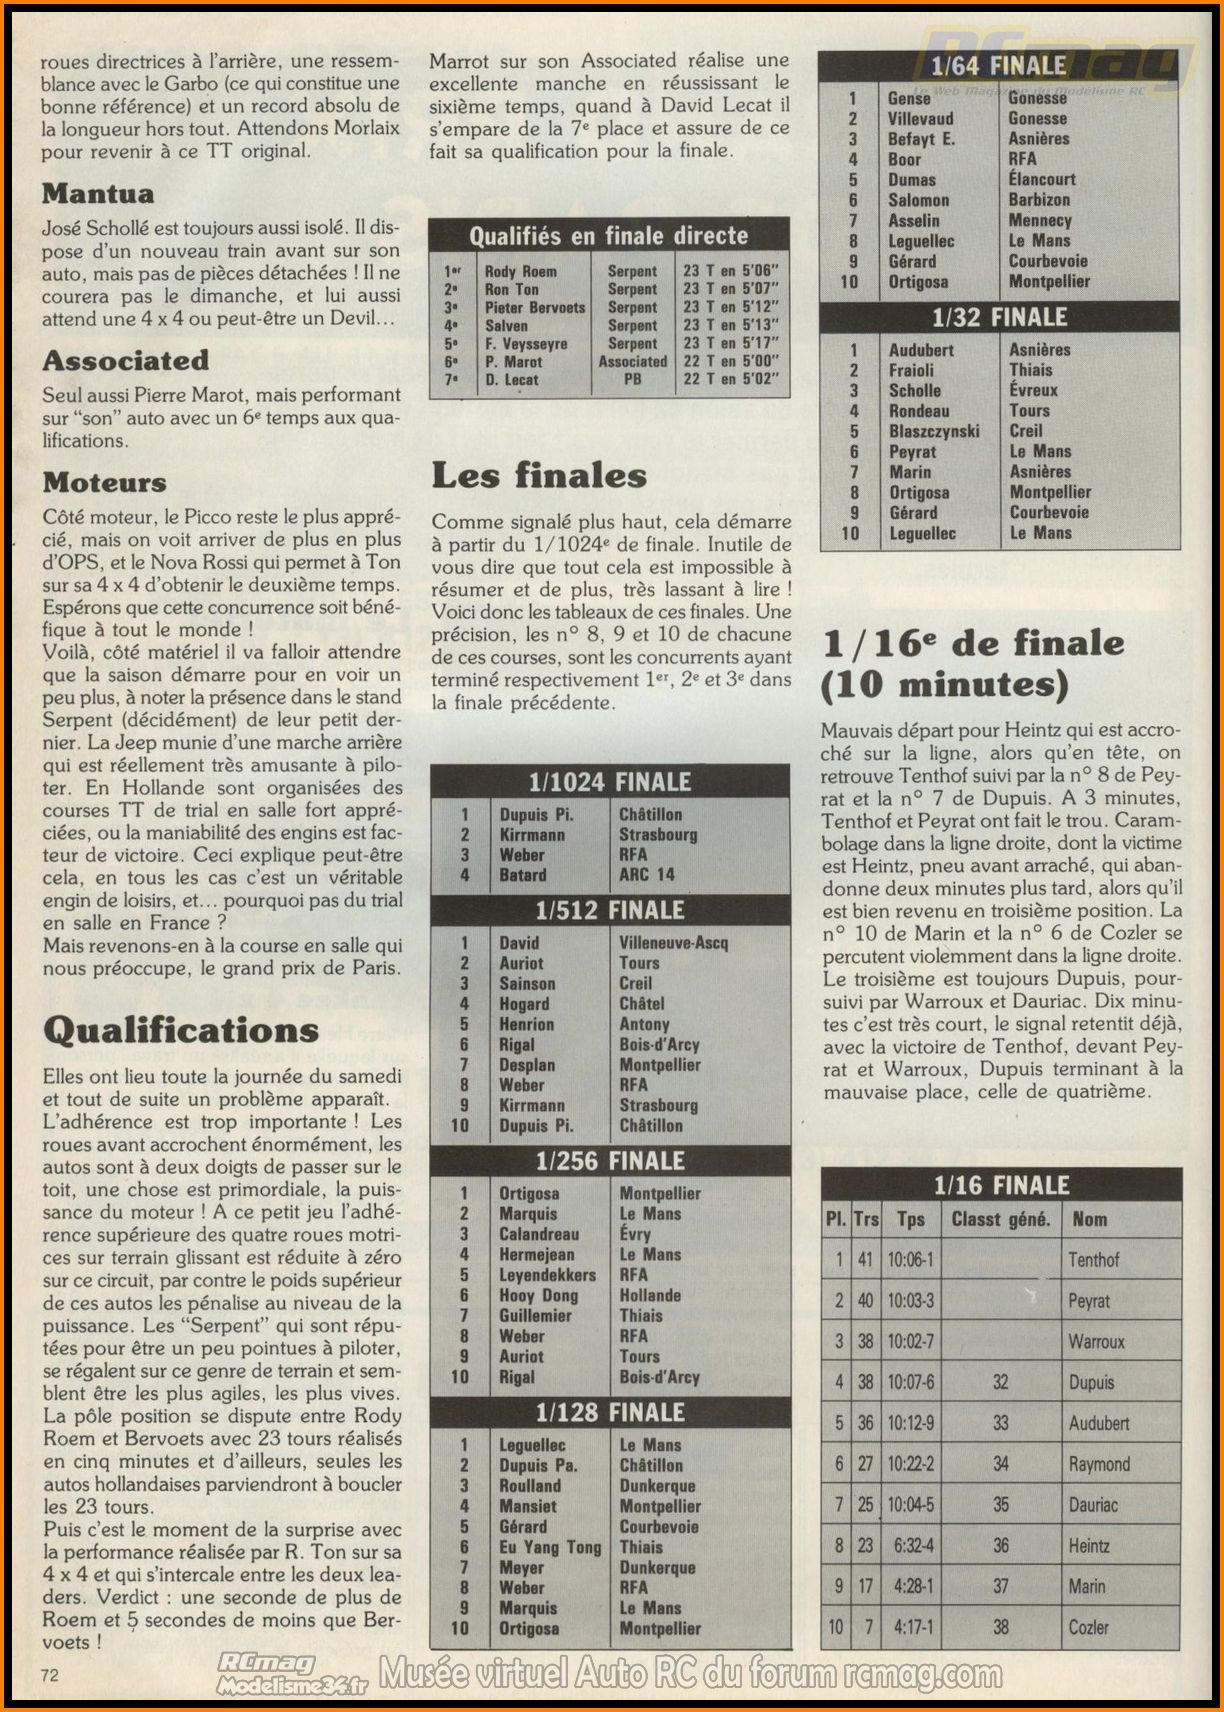 roues directrices à l'arrière, une ressem-
blance avec le Garbo (ce qui constitue une
bonne référence) et un record absolu de
la longueur hors tout. Attendons Morlaix
pour revenir à ce TT original.
Mantua
José Schollé est toujours aussi isolé. Il dis-
pose d'un nouveau train avant sur son
auto, mais pas de pièces détachées ! Il ne
courera pas le dimanche, et lui aussi
attend une 4 x 4 ou peut-être un Devil...
Associated
Seul aussi Pierre Marot, mais performant
sur “son” auto avec un 6e temps aux qua-
lifications.
Moteurs
Côté moteur, le Picco reste le plus appré-
cié, mais on voit arriver de plus en plus
d'OPS, et le Nova Rossi qui permet à Ton
sur sa 4 x 4 d'obtenir le deuxième temps.
Espérons que cette concurrence soit béné-
fique à tout le monde !
Voilà, côté matériel il va falloir attendre
que la saison démarre pour en voir un
peu plus, à noter la présence dans le stand
Serpent (décidément) de leur petit der-
nier. La Jeep munie d'une marche arrière
qui est réellement très amusante à pilo-
ter. En Hollande sont organisées des
courses TT de trial en salle fort appré-
ciées, ou la maniabilité des engins est fac-
teur de victoire. Ceci explique peut-être
cela, en tous les cas c'est un véritable
engin de loisirs, et... pourquoi pas du trial
en salle en France ?
Mais revenons-en à la course en salle qui
nous préoccupe, le grand prix de Paris.
Qualifications
Elles ont lieu toute la journée du samedi
et tout de suite un problème apparaît.
L'adhérence est trop importante ! Les
roues avant accrochent énormément, les
autos sont à deux doigts de passer sur le
toit, une chose est primordiale, la puis-
sance du moteur ! A ce petit jeu l'adhé-
rence supérieure des quatre roues motri-
ces sur terrain glissant est réduite à zéro
sur ce circuit, par contre le poids supérieur
de ces autos les pénalise au niveau de la
puissance. Les “Serpent” qui sont répu-
tées pour être un peu pointues à piloter,
se régalent sur ce genre de terrain et sem-
blent être les plus agiles, les plus vives.
La pôle position se dispute entre Rody
Roem et Bervoets avec 23 tours réalisés
en cinq minutes et d'ailleurs, seules les
autos hollandaises parviendront à boucler
les 23 tours.
Puis c'est le moment de la surprise avec
la performance réalisée par R. Ton sur sa
4 x 4 et qui s'intercale entre les deux lea-
ders. Verdict : une seconde de plus de
Roem et 5 secondes de moins que Ber-
voets !
72
Marrot sur son Associated réalise une
excellente manche en réussissant le
sixième temps, quand à David Lecat il
s'empare de la 7e place et assure de ce
fait sa qualification pour la finale.
Qualifiés en finale directe
1er Rody Roem Serpent 23 T en 5'06"
2e Ron Ton Serpent 23 T en 5'07"
3e Pieter Bervoets Serpent 23 T en 5'12"
4e Salven Serpent 23 T en 5'13"
5e F. Veysseyre Serpent 23 T en 5'17"
6e P. Marot Associated 22 T en 5'00"
7e D. Lecat PB 22 T en 5'02"
Les finales
Comme signalé plus haut, cela démarre
à partir du 1/1024e de finale. Inutile de
vous dire que tout cela est impossible à
résumer et de plus, très lassant à lire !
Voici donc les tableaux de ces finales. Une
précision, les n° 8, 9 et 10 de chacune
de ces courses, sont les concurrents ayant
terminé respectivement 1er, 2e et 3e dans
la finale précédente.
1/1024 FINALE
1 Dupuis Pi. Châtillon
2 Kirrmann Strasbourg
3 Weber RFA
4 Batard ARC 14
1/512 FINALE
1 David Villeneuve-Ascq
2 Auriot Tours
3 Sainson Creil
4 Hogard Châtel
5 Henrion Antony
6 Rigal Bois-d'Arcy
7 Desplan Montpellier
8 Weber RFA
9 Kirrmann Strasbourg
10 Dupuis Pi. Châtillon
1/256 FINALE
1 Ortigosa Montpellier
2 Marquis Le Mans
3 Calandreau Évry
4 Hermejean Le Mans
5 Leyendekkers RFA
6 Hooy Dong Hollande
7 Guillemier Thiais
8 Weber RFA
9 Auriot Tours
10 Rigal Bois-d'Arcy
1/128 FINALE
1 Leguellec Le Mans
2 Dupuis Pa. Châtillon
3 Roulland Dunkerque
4 Mansiet Montpellier
5 Gérard Courbevoie
6 Eu Yang Tong Thiais
7 Meyer Dunkerque
8 Weber RFA
9 Marquis Le Mans
10 Ortigosa Montpellier
RCmag
Le Web Magazine du Modélisme RC
1/64 FINALE
1 Gense Gonesse
2 Villevaud Gonesse
3 Befayt E. Asnières
4 Boor RFA
5 Dumas Élancourt
6 Salomon Barbizon
7 Asselin Mennecy
8 Leguellec Le Mans
9 Gérard Courbevoie
10 Ortigosa Montpellier
1/32 FINALE
1 Audubert Asnières
2 Fraioli Thiais
3 Scholle Évreux
4 Rondeau Tours
5 Blaszczynski Creil
6 Peyrat Le Mans
7 Marin Asnières
8 Ortigosa Montpellier
9 Gérard Courbevoie
10 Leguellec Le Mans
1/16e de finale
(10 minutes)
Mauvais départ pour Heintz qui est accro-
ché sur la ligne, alors qu'en tête, on
retrouve Tenthof suivi par la n° 8 de Pey-
rat et la n° 7 de Dupuis. A 3 minutes,
Tenthof et Peyrat ont fait le trou. Caram-
bolage dans la ligne droite, dont la victime
est Heintz, pneu avant arraché, qui aban-
donne deux minutes plus tard, alors qu'il
est bien revenu en troisième position. La
n° 10 de Marin et la n° 6 de Cozler se
percutent violemment dans la ligne droite.
Le troisième est toujours Dupuis, pour-
suivi par Warroux et Dauriac. Dix minu-
tes c'est très court, le signal retentit déjà,
avec la victoire de Tenthof, devant Pey-
rat et Warroux, Dupuis terminant à la
mauvaise place, celle de quatrième.
1/16 FINALE
Pl. Trs Tps Classt géné. Nom
1 41 10:06-1 Tenthof
2 40 10:03-3 Peyrat
3 38 10:02-7 Warroux
4 38 10:07-6 32 Dupuis
5 36 10:12-9 33 Audubert
6 27 10:22-2 34 Raymond
7 25 10:04-5 35 Dauriac
8 23 6:32-4 36 Heintz
9 17 4:28-1 37 Marin
10 7 4:17-1 38 Cozler
RCmag
Modelisme34.fr
Musée virtuel Auto RC du forum rcmag.com